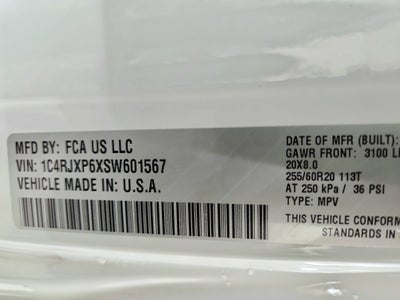 MFD BY: FCA US LLC
VIN: 1C4RJXP6XSW601567
VEHICLE MADE IN U.S.A.
DATE OF MFR (BUILT):
GAWR FRONT: 3100 L
20X8.0
255/60R20 113T
AT 250 kPa / 36 PSI
TYPE: MPV
THIS VEHICLE CONFORM
STANDARDS IN